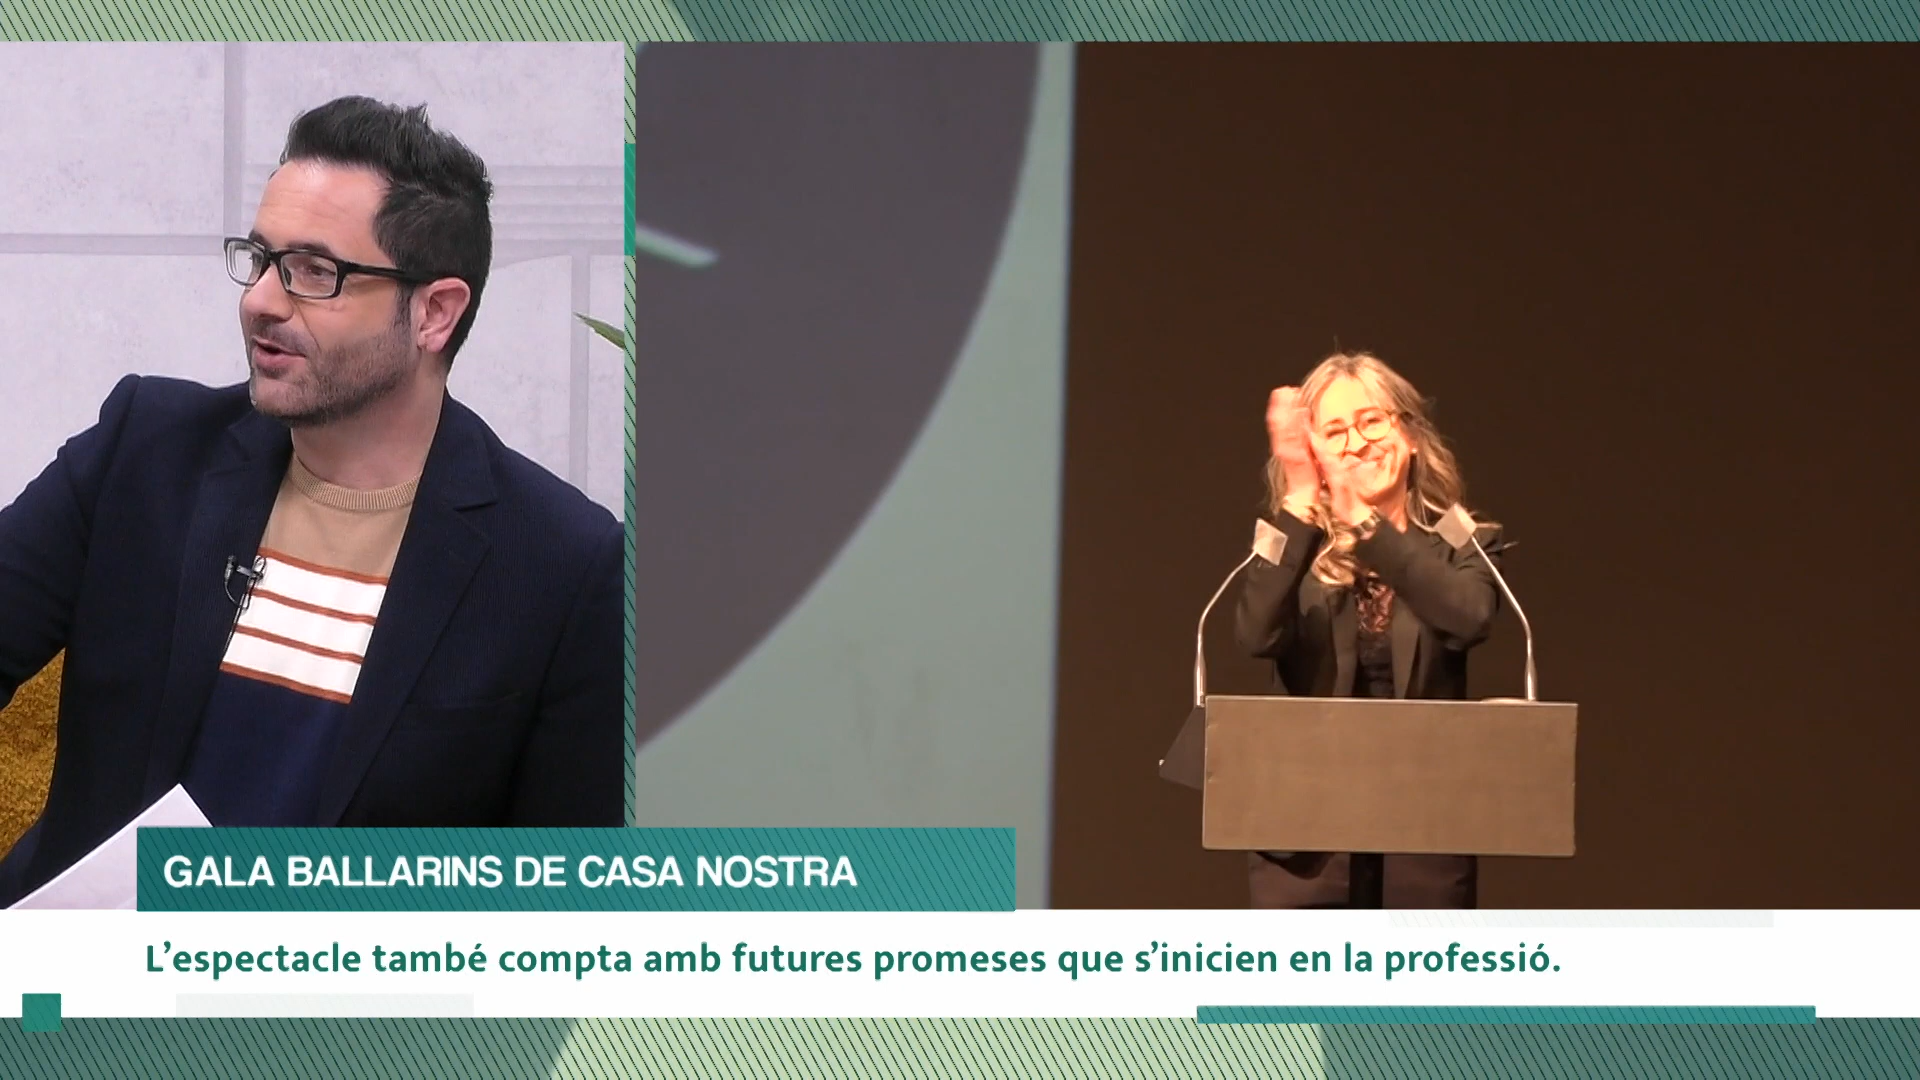 GALA BALLARINS DE CASA NOSTRA
L'espectacle també compta amb futures promeses que s'inicien en la professió.